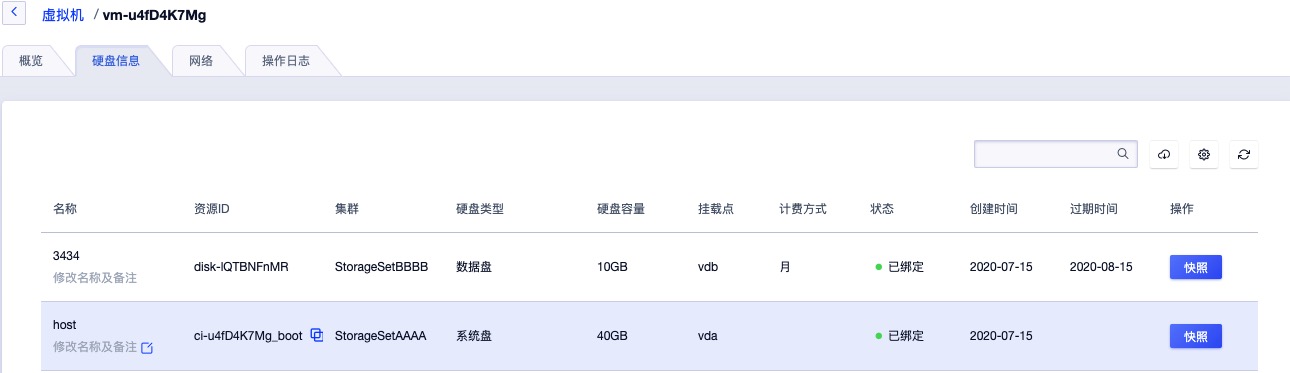 虚拟机 / vm-u4fD4K7Mg
概览 硬盘信息 网络 操作日志
名称 资源ID 集群 硬盘类型 硬盘容量 挂载点 计费方式 状态 创建时间 过期时间 操作
3434
修改名称及备注
disk-lQTBNFnMR StorageSetBBBB 数据盘 10GB vdb 月 已绑定 2020-07-15 2020-08-15 快照
host
修改名称及备注
ci-u4fD4K7Mg_boot StorageSetAAAA 系统盘 40GB vda 已绑定 2020-07-15 快照